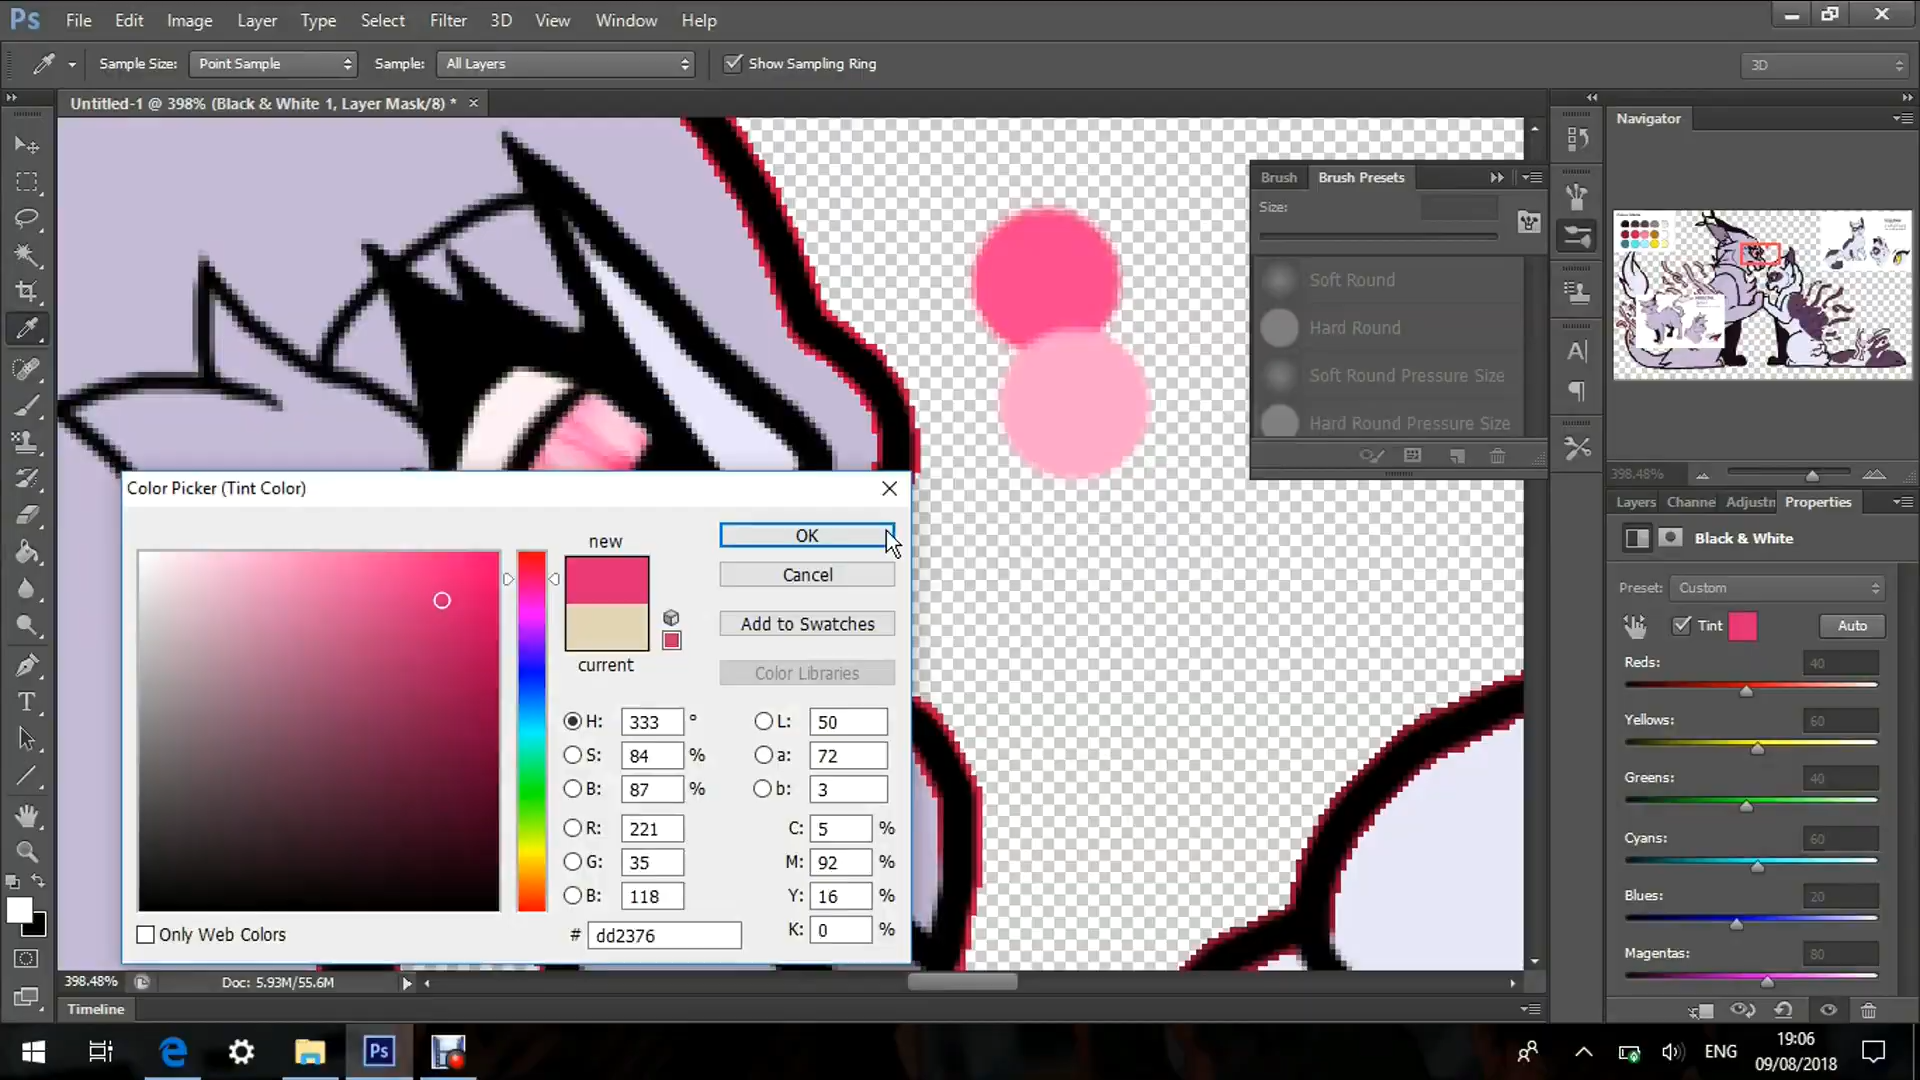 Ps File Edit Image Layer Type Select Filter 3D View Window Help
Sample Size: Point Sample Sample: All Layers Show Sampling Ring 3D
Untitled-1 @ 398% (Black & White 1, Layer Mask/8) * ×
Navigator
Brush Brush Presets
Size:
Soft Round
Hard Round
Soft Round Pressure Size
Hard Round Pressure Size
398.48%
Layers Channe Adjustn Properties
Black & White
Preset: Custom
Tint Auto
Reds: 40
Yellows: 60
Greens: 40
Cyans: 60
Blues: 20
Magentas: 80
Color Picker (Tint Color)
new
current
OK
Cancel
Add to Swatches
Color Libraries
H: 333 ° L: 50
S: 84 % a: 72
B: 87 % b: 3
R: 221 C: 5 %
G: 35 M: 92 %
B: 118 Y: 16 %
# dd2376 K: 0 %
Only Web Colors
398.48% Doc: 5.93M/55.6M
Timeline
Ps ENG 19:06
09/08/2018